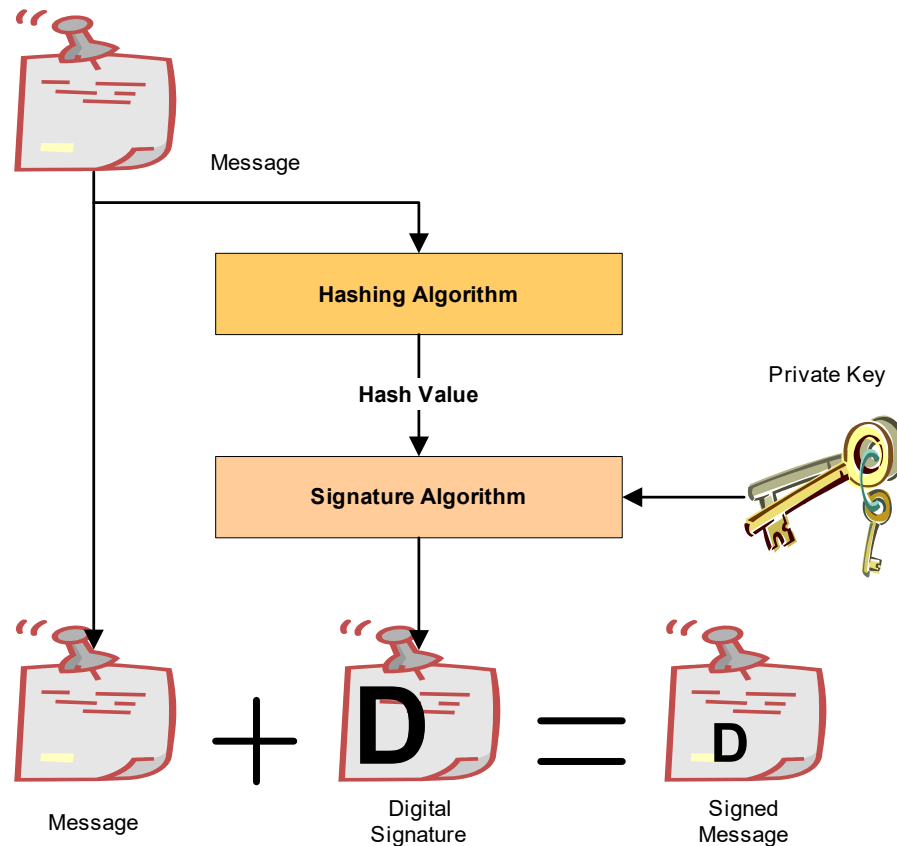 Message
Hashing Algorithm
Hash Value
Private Key
Signature Algorithm
D
D
Message
Digital
Signature
Signed
Message